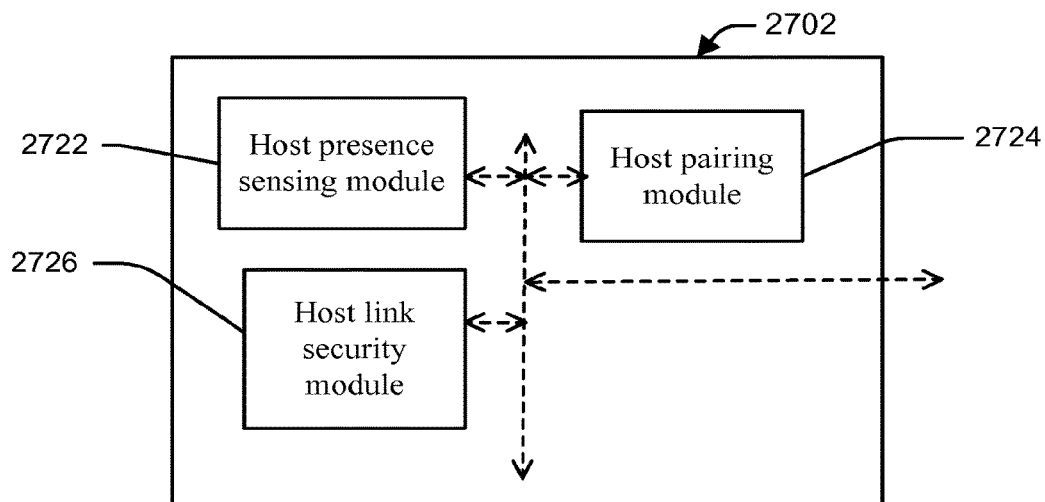 2702
2722
Host presence
sensing module
Host pairing
module
2724
2726
Host link
security
module